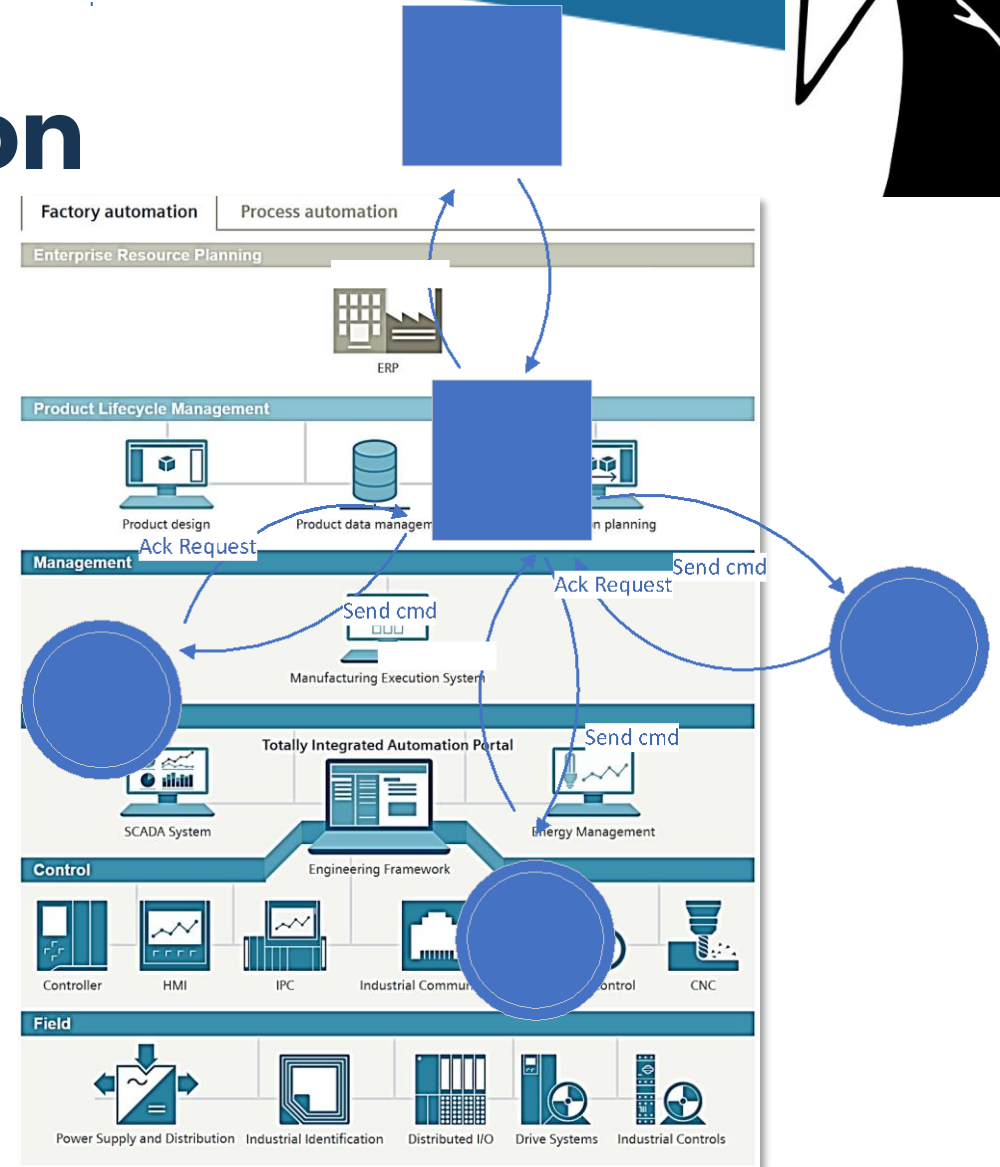 on
Factory automation
Process automation
Enterprise Resource Planning
ERP
Product Lifecycle Management
Product design
Product data managem
n planning
Ack Request
Management
Send cmd
Ack Request
Send cmd
Manufacturing Execution System
Totally Integrated Automation Portal
Send cmd
SCADA System
Energy Management
Engineering Framework
Control
Controller
HMI
IPC
Industrial Commun
ontrol
CNC
Field
Power Supply and Distribution
Industrial Identification
Distributed I/O
Drive Systems
Industrial Controls